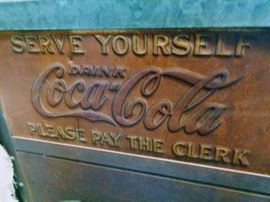 SERVE YOURSELF
DRINK
Coca-Cola
PLEASE PAY THE CLERK